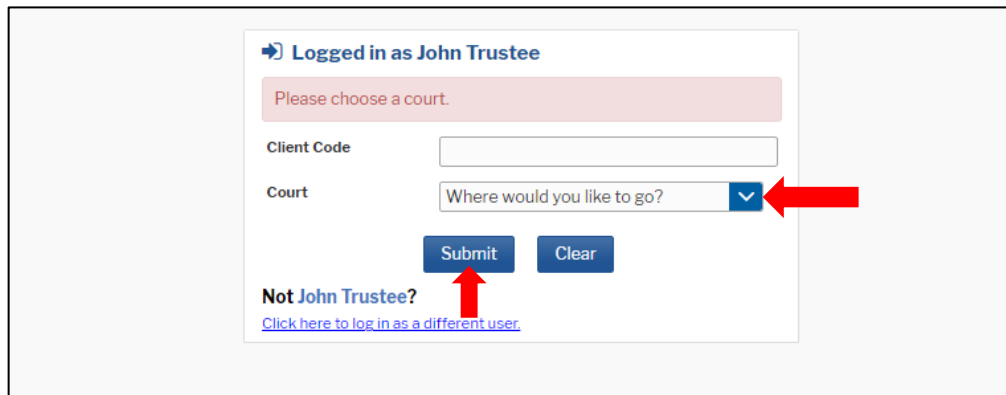 Logged in as John Trustee
Please choose a court.
Client Code
Court
Where would you like to go?
Submit
Clear
Not John Trustee?
Click here to log in as a different user.